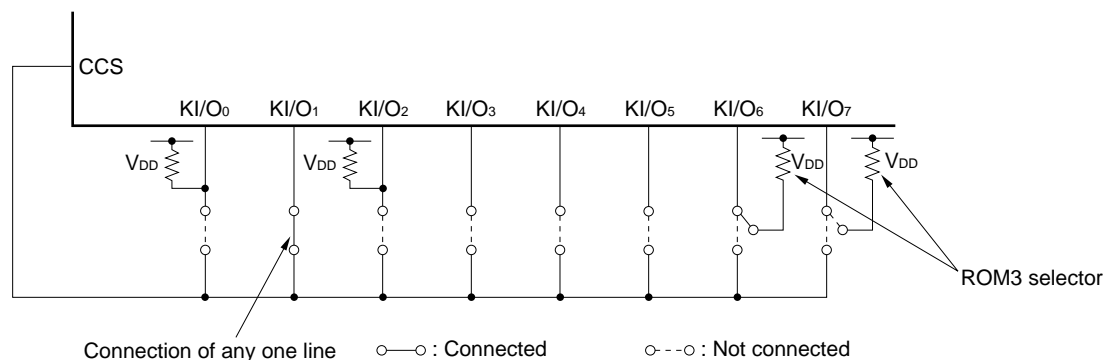 CCS
KI/O0 KI/O1 KI/O2 KI/O3 KI/O4 KI/O5 KI/O6 KI/O7
VDD VDD VDD VDD
ROM3 selector
Connection of any one line : Connected : Not connected